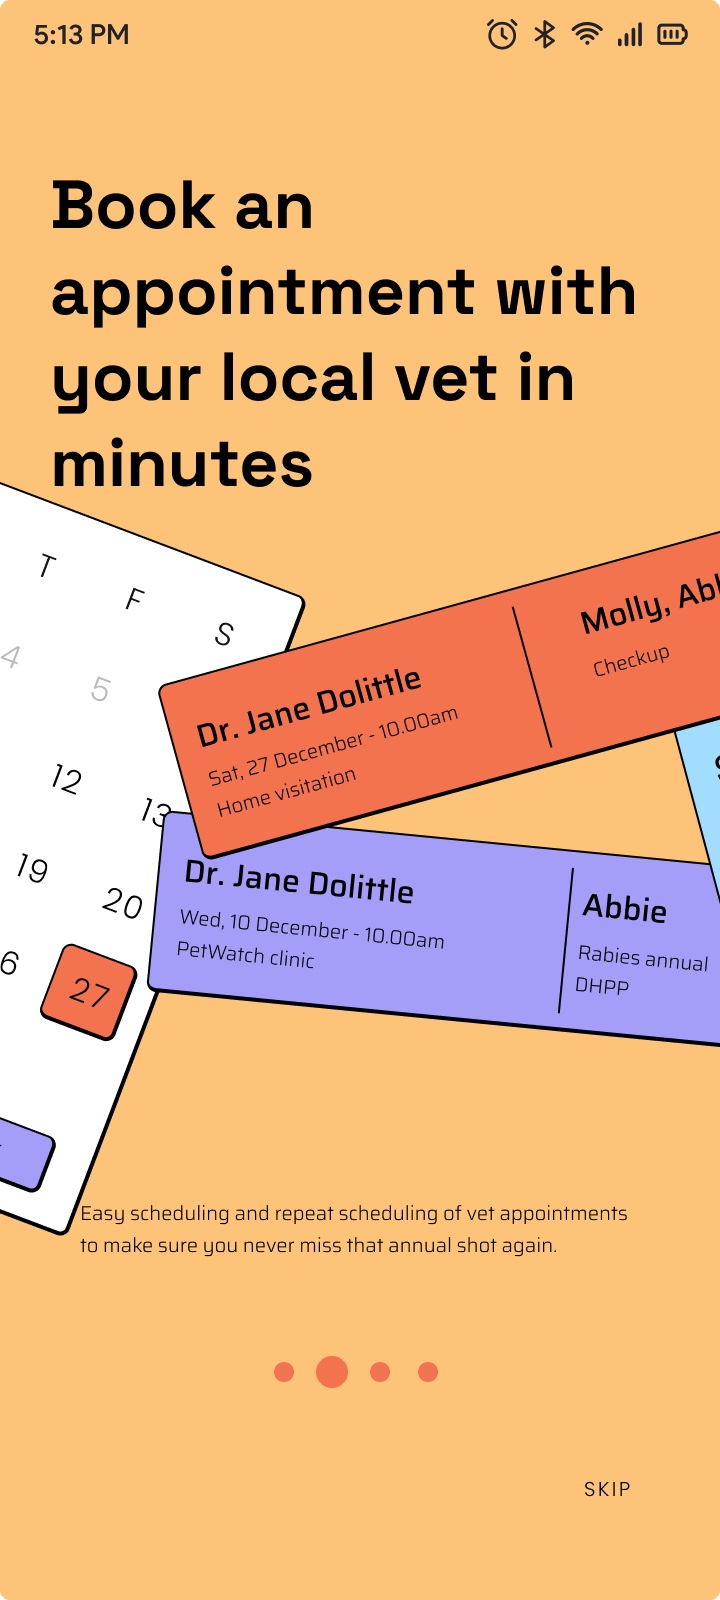 5:13 PM
Book an
appointment with
your local vet in
minutes
T F S
4 5
12 13
19 20
27
Dr. Jane Dolittle
Sat, 27 December - 10.00am
Home visitation
Molly,
Checkup
Dr. Jane Dolittle
Wed, 10 December - 10.00am
PetWatch clinic
Abbie
Rabies annual
DHPP
Easy scheduling and repeat scheduling of vet appointments
to make sure you never miss that annual shot again.
SKIP